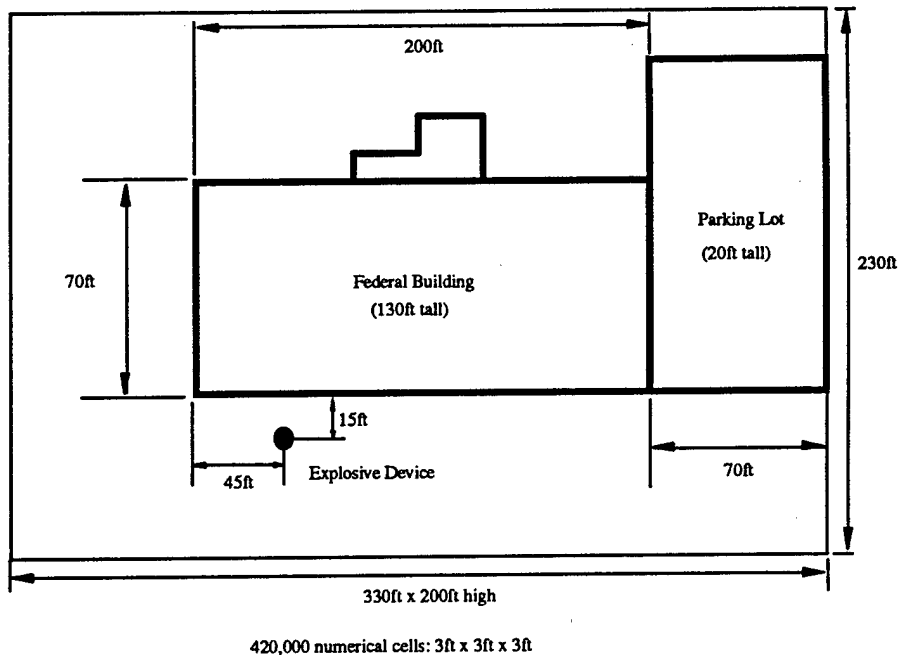 200ft
Parking Lot
(20ft tall)
230ft
70ft
Federal Building
(130ft tall)
15ft
45ft
Explosive Device
70ft
330ft x 200ft high
420,000 numerical cells: 3ft x 3ft x 3ft